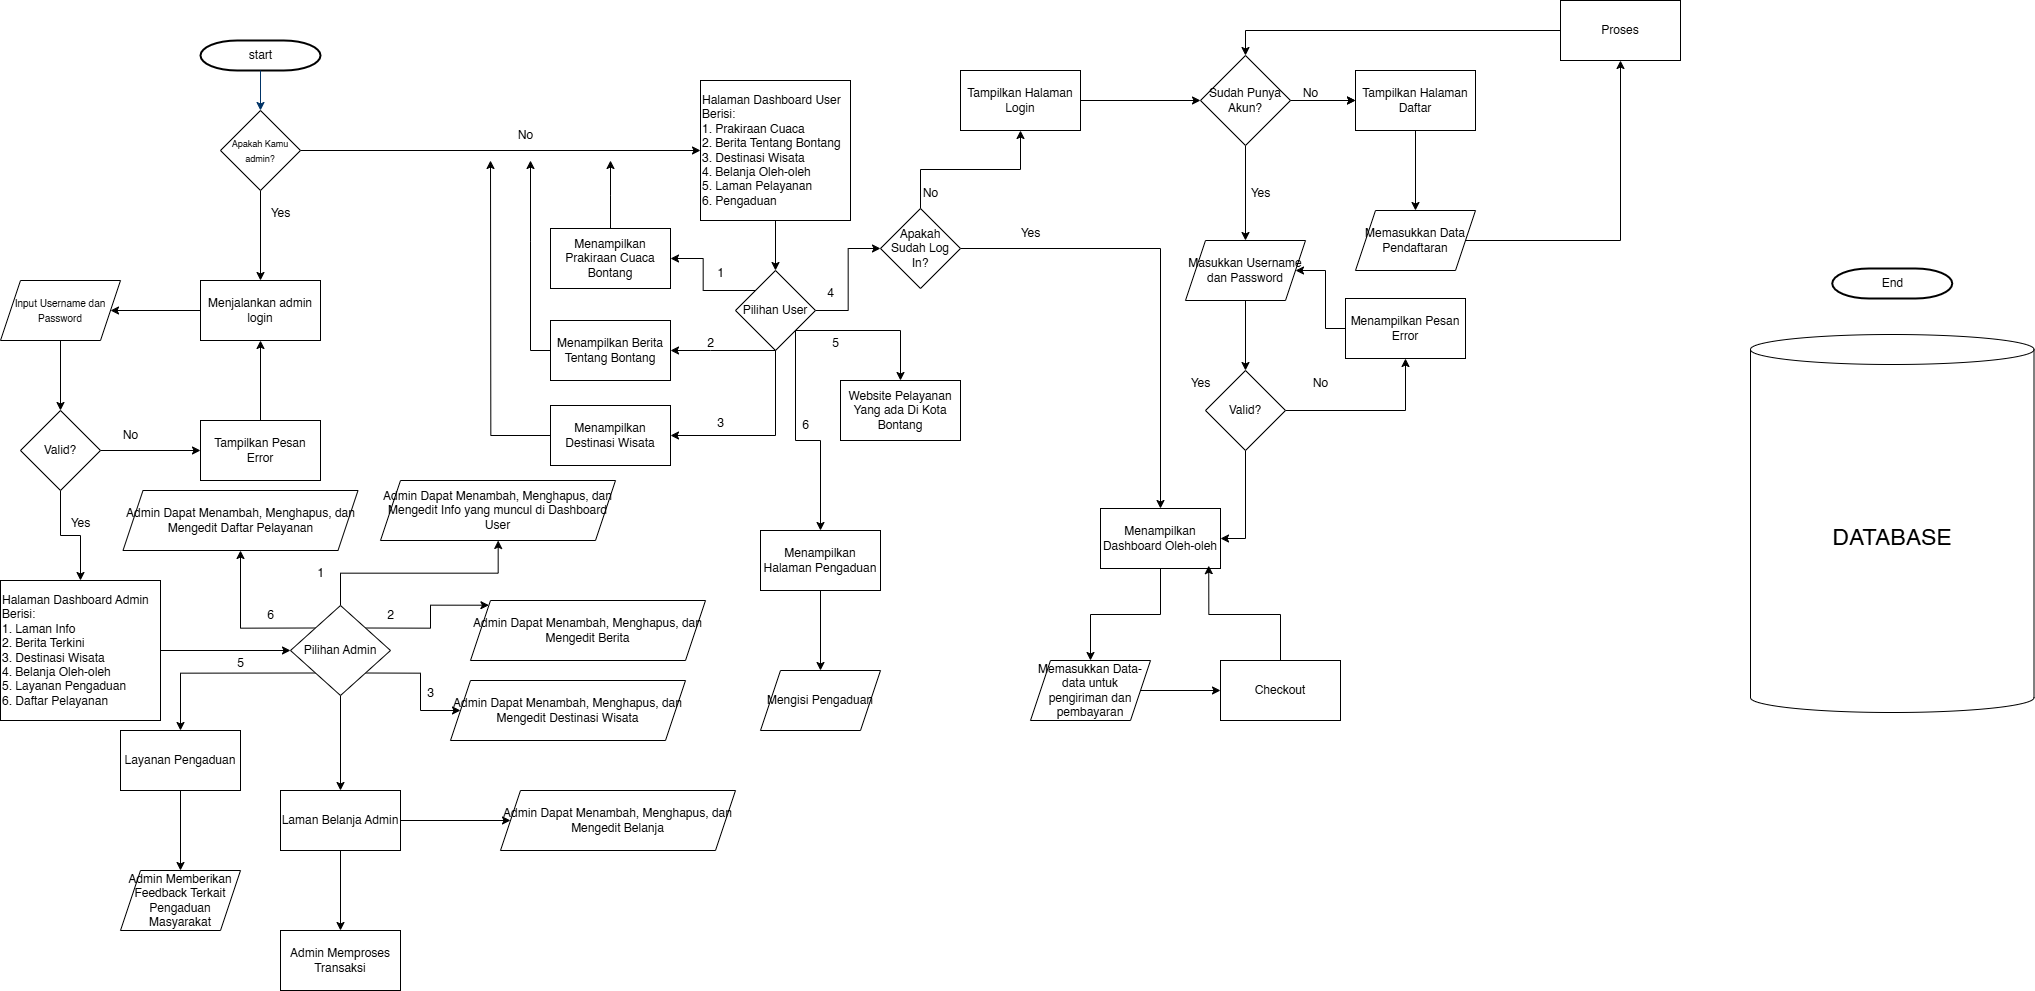 Proses
start
Halaman Dashboard User
Berisi:
1. Prakiraan Cuaca
2. Berita Tentang Bontang
3. Destinasi Wisata
4. Belanja Oleh-oleh
5. Laman Pelayanan
6. Pengaduan
Tampilkan Halaman
Login
Sudah Punya
Akun?
No
Tampilkan Halaman
Daftar
Apakah Kamu
admin?
No
Yes
No
Yes
Menampilkan
Prakiraan Cuaca
Bontang
1
Apakah
Sudah Log
In?
Yes
Memasukkan Data
Pendaftaran
Masukkan Username
dan Password
4
Pilihan User
End
Input Username dan
Password
Menjalankan admin
login
Menampilkan Berita
Tentang Bontang
2
5
Menampilkan Pesan
Error
Website Pelayanan
Yang ada Di Kota
Bontang
Yes
No
Valid?
Menampilkan
Destinasi Wisata
3
6
Valid?
No
Tampilkan Pesan
Error
Yes
Admin Dapat Menambah, Menghapus, dan
Mengedit Daftar Pelayanan
Admin Dapat Menambah, Menghapus, dan
Mengedit Info yang muncul di Dashboard
User
Menampilkan
Halaman Pengaduan
Menampilkan
Dashboard Oleh-oleh
DATABASE
1
Halaman Dashboard Admin
Berisi:
1. Laman Info
2. Berita Terkini
3. Destinasi Wisata
4. Belanja Oleh-oleh
5. Layanan Pengaduan
6. Daftar Pelayanan
6
2
Admin Dapat Menambah, Menghapus, dan
Mengedit Berita
Pilihan Admin
5
3
Admin Dapat Menambah, Menghapus, dan
Mengedit Destinasi Wisata
Mengisi Pengaduan
Memasukkan Data-
data untuk
pengiriman dan
pembayaran
Checkout
Layanan Pengaduan
Laman Belanja Admin
Admin Dapat Menambah, Menghapus, dan
Mengedit Belanja
Admin Memberikan
Feedback Terkait
Pengaduan
Masyarakat
Admin Memproses
Transaksi